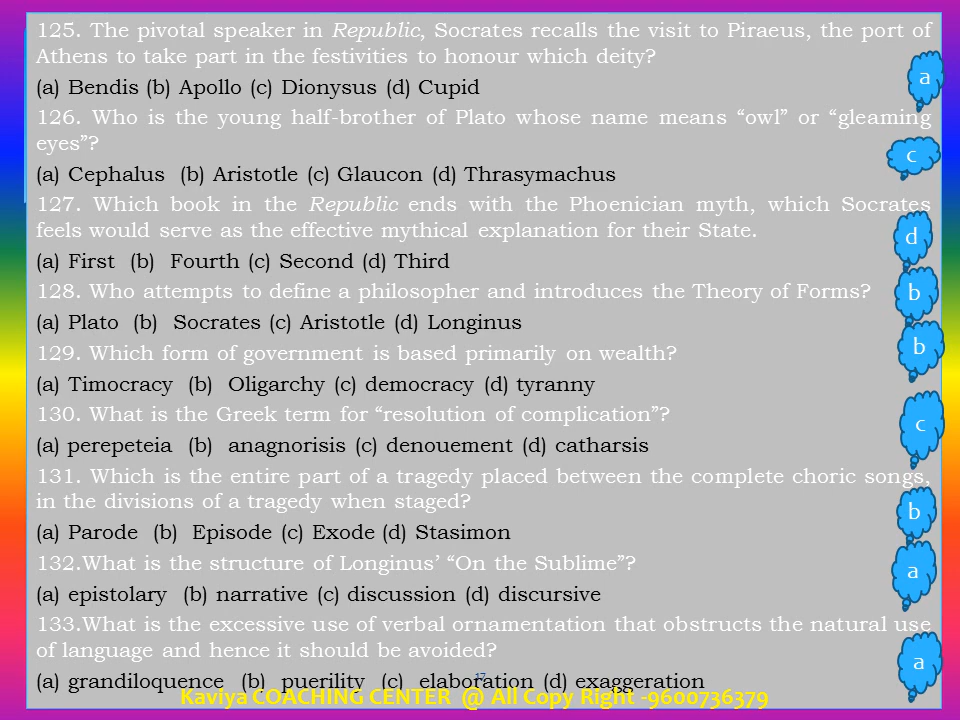 125. The pivotal speaker in Republic, Socrates recalls the visit to Piraeus, the port of
Athens to take part in the festivities to honour which deity?
a
(a) Bendis (b) Apollo (c) Dionysus (d) Cupid
126. Who is the young half-brother of Plato whose name means “owl” or “gleaming
eyes”?
c
(a) Cephalus (b) Aristotle (c) Glaucon (d) Thrasymachus
127. Which book in the Republic ends with the Phoenician myth, which Socrates
feels would serve as the effective mythical explanation for their State.
d
(a) First (b) Fourth (c) Second (d) Third
128. Who attempts to define a philosopher and introduces the Theory of Forms?
b
(a) Plato (b) Socrates (c) Aristotle (d) Longinus
129. Which form of government is based primarily on wealth?
b
(a) Timocracy (b) Oligarchy (c) democracy (d) tyranny
130. What is the Greek term for “resolution of complication”?
c
(a) perepeteia (b) anagnorisis (c) denouement (d) catharsis
131. Which is the entire part of a tragedy placed between the complete choric songs,
in the divisions of a tragedy when staged?
b
(a) Parode (b) Episode (c) Exode (d) Stasimon
132.What is the structure of Longinus’ “On the Sublime”?
a
(a) epistolary (b) narrative (c) discussion (d) discursive
133.What is the excessive use of verbal ornamentation that obstructs the natural use
of language and hence it should be avoided?
a
(a) grandiloquence (b) puerility (c) elaboration (d) exaggeration
17
Kaviya COACHING CENTER @ All Copy Right -9600736379